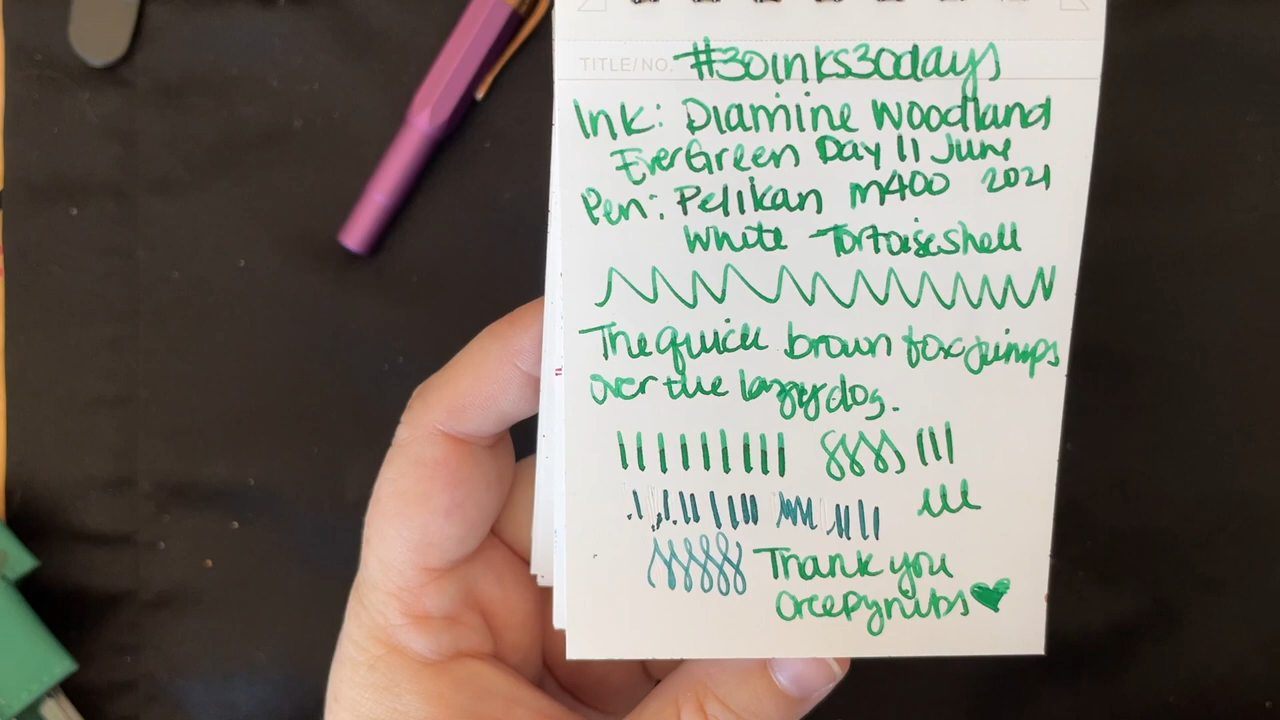 TITLE/NO. #30inks30days
Ink: Diamine Woodland
EverGreen Day 11 June
Pen: Pelikan m400 2021
White Tortoiseshell
The quick brown fox jumps
over the lazy dog.
Thank you
creepynibs